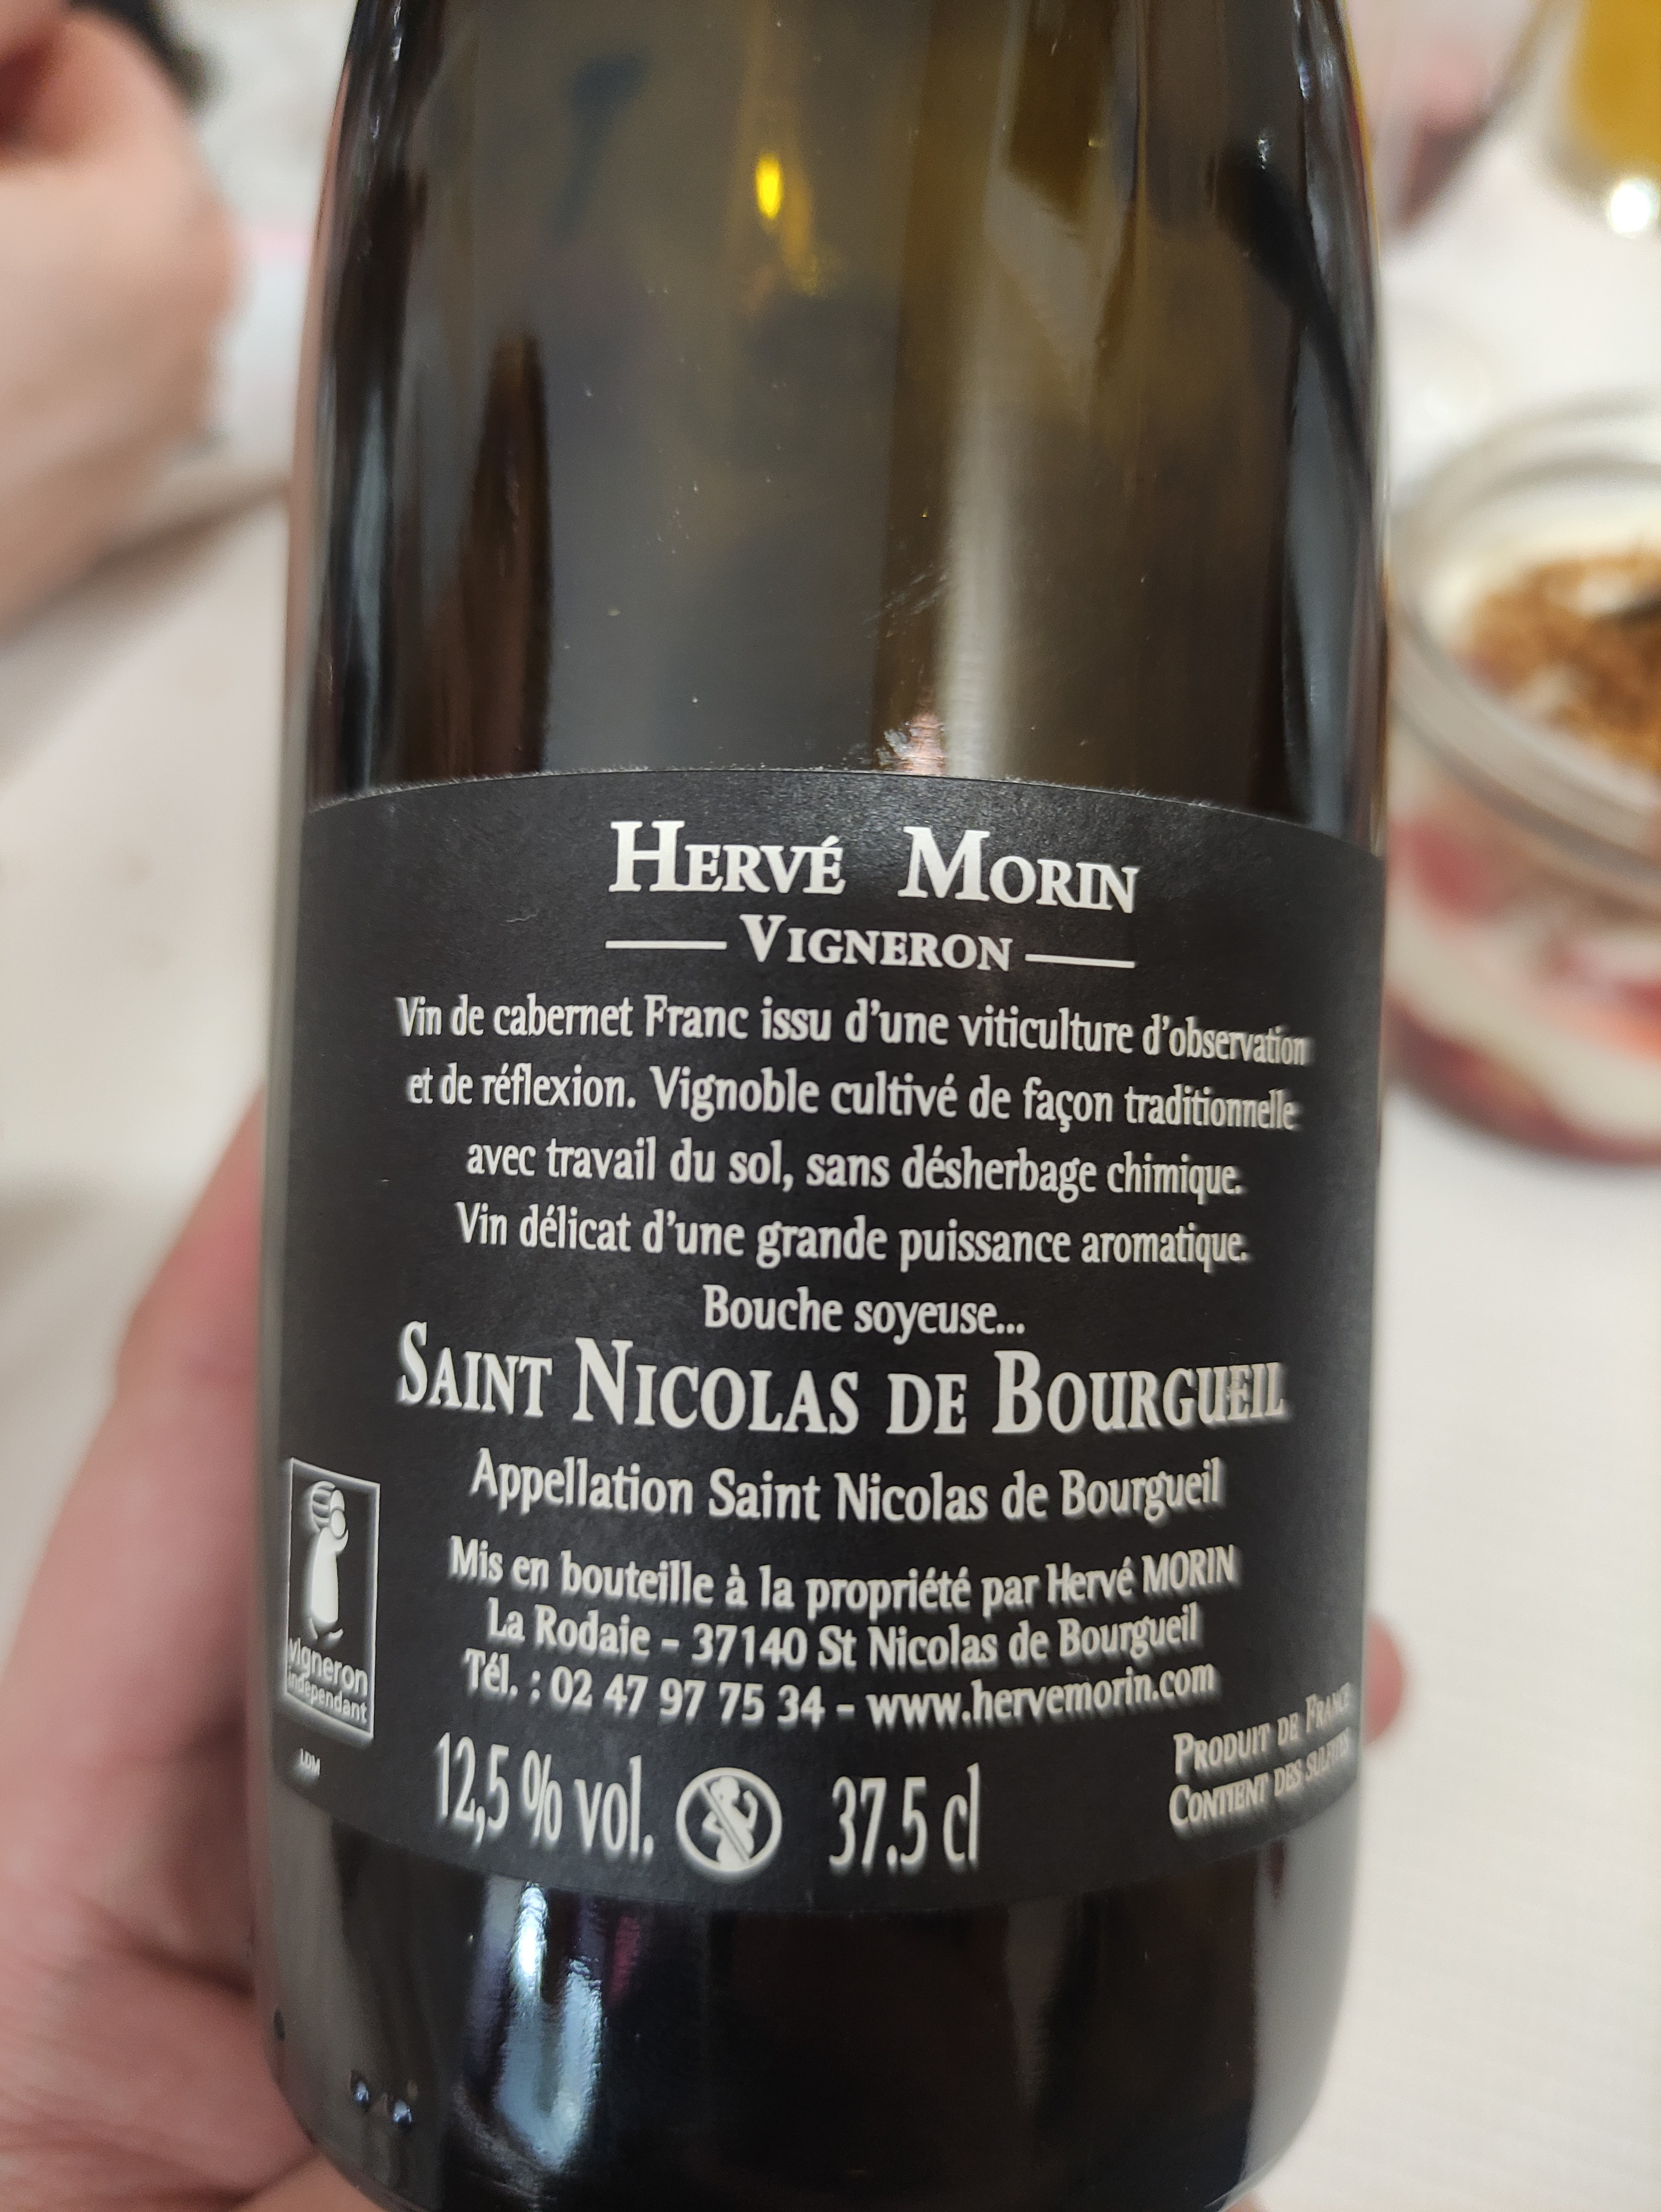 HERVÉ MORIN
VIGNERON
Vin de cabernet Franc issu d'une viticulture d'observation
et de réflexion. Vignoble cultivé de façon traditionnelle
avec travail du sol, sans désherbage chimique.
Vin délicat d'une grande puissance aromatique.
Bouche soyeuse...
SAINT NICOLAS DE BOURGUEIL
Appellation Saint Nicolas de Bourgueil
Mis en bouteille à la propriété par Hervé MORIN
La Rodaie - 37140 St Nicolas de Bourgueil
Tél. : 02 47 97 75 34 - www.hervemorin.com
Vigneron
indépendant
LDM
12,5 % vol. 37.5 cl
PRODUIT DE FRANCE
CONTIENT DES SULFITES